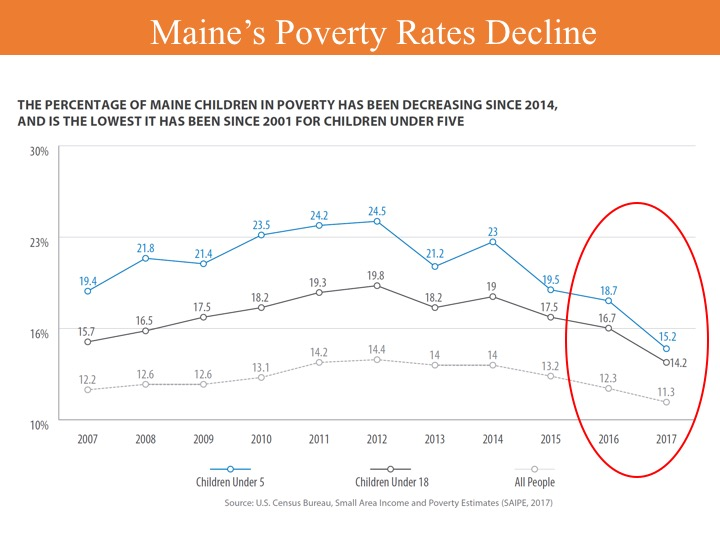 Maine's Poverty Rates Decline
THE PERCENTAGE OF MAINE CHILDREN IN POVERTY HAS BEEN DECREASING SINCE 2014,
AND IS THE LOWEST IT HAS BEEN SINCE 2001 FOR CHILDREN UNDER FIVE
30%
23%
16%
10%
19.4 21.8 21.4 23.5 24.2 24.5 21.2 23 19.5 18.7 15.2
15.7 16.5 17.5 18.2 19.3 19.8 18.2 19 17.5 16.7 14.2
12.2 12.6 12.6 13.1 14.2 14.4 14 14 13.2 12.3 11.3
2007 2008 2009 2010 2011 2012 2013 2014 2015 2016 2017
Children Under 5 Children Under 18 All People
Source: U.S. Census Bureau, Small Area Income and Poverty Estimates (SAIPE, 2017)